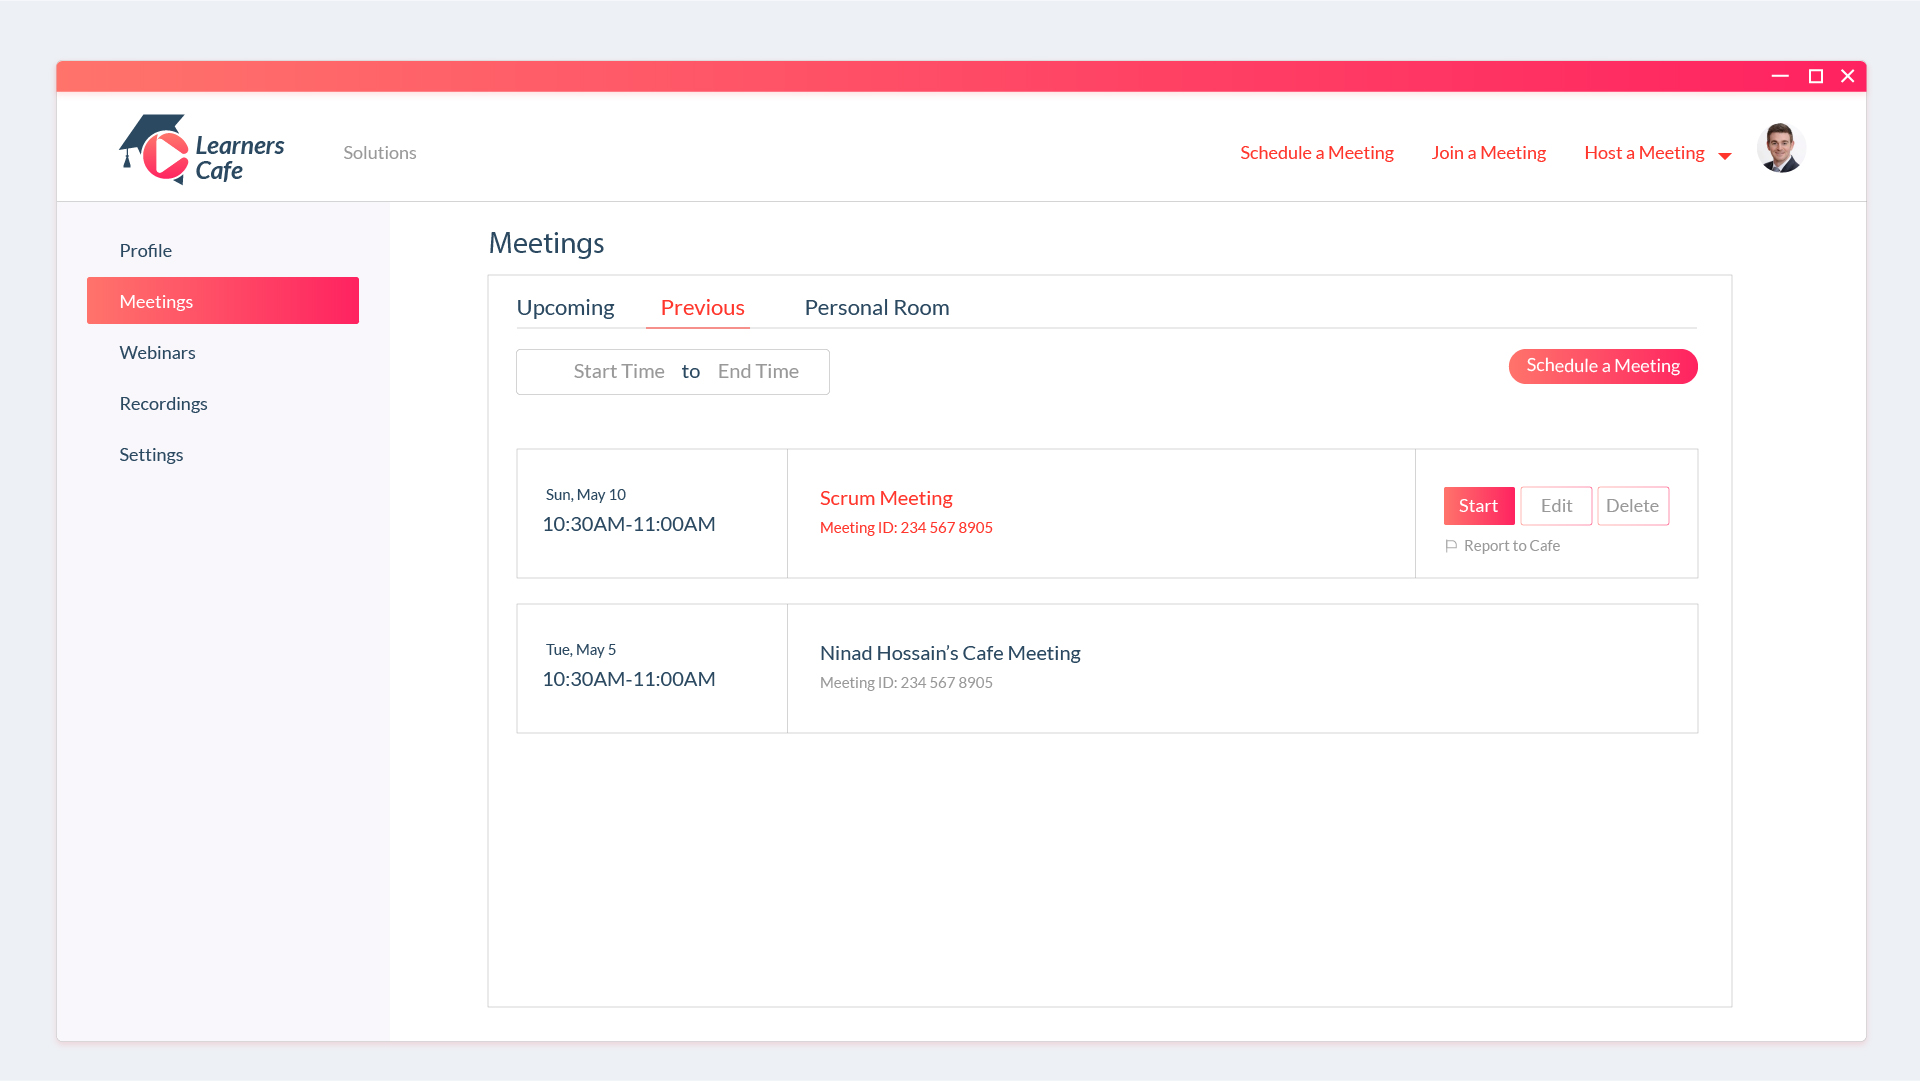 Learners
Cafe
Solutions
Schedule a Meeting
Join a Meeting
Host a Meeting
Profile
Meetings
Webinars
Recordings
Settings
Meetings
Upcoming
Previous
Personal Room
Start Time to End Time
Schedule a Meeting
Sun, May 10
10:30AM-11:00AM
Scrum Meeting
Meeting ID: 234 567 8905
Start
Edit
Delete
Report to Cafe
Tue, May 5
10:30AM-11:00AM
Ninad Hossain’s Cafe Meeting
Meeting ID: 234 567 8905